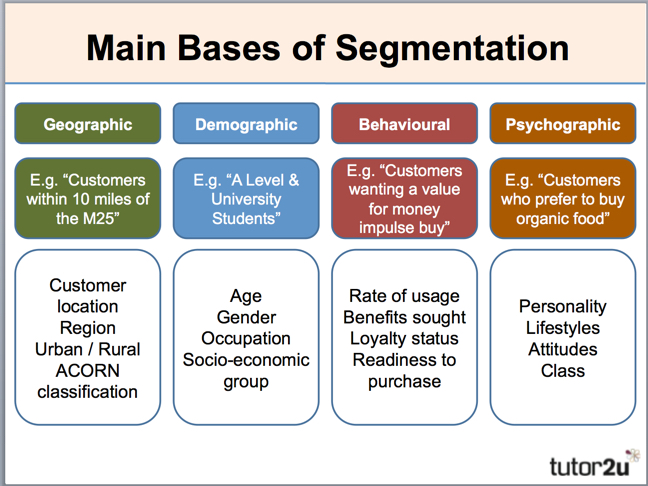 Main Bases of Segmentation
Geographic
Demographic
Behavioural
Psychographic
E.g. “Customers
within 10 miles of
the M25”
E.g. “A Level &
University
Students”
E.g. “Customers
wanting a value
for money
impulse buy”
E.g. “Customers
who prefer to buy
organic food”
Customer
location
Region
Urban / Rural
ACORN
classification
Age
Gender
Occupation
Socio-economic
group
Rate of usage
Benefits sought
Loyalty status
Readiness to
purchase
Personality
Lifestyles
Attitudes
Class
tutor2u